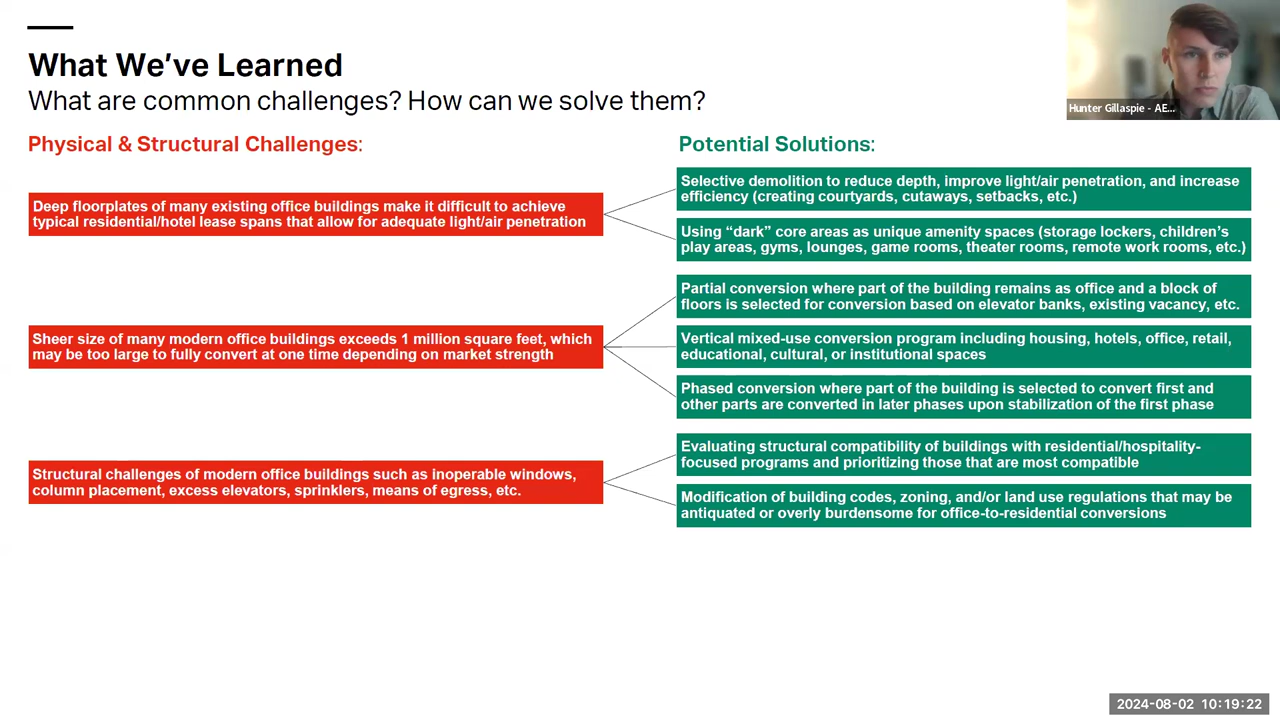 What We've Learned
What are common challenges? How can we solve them?
Hunter Gillaspie - AE...
Physical & Structural Challenges:
Potential Solutions:
Deep floorplates of many existing office buildings make it difficult to achieve
typical residential/hotel lease spans that allow for adequate light/air penetration
Selective demolition to reduce depth, improve light/air penetration, and increase
efficiency (creating courtyards, cutaways, setbacks, etc.)
Using “dark” core areas as unique amenity spaces (storage lockers, children’s
play areas, gyms, lounges, game rooms, theater rooms, remote work rooms, etc.)
Sheer size of many modern office buildings exceeds 1 million square feet, which
may be too large to fully convert at one time depending on market strength
Partial conversion where part of the building remains as office and a block of
floors is selected for conversion based on elevator banks, existing vacancy, etc.
Vertical mixed-use conversion program including housing, hotels, office, retail,
educational, cultural, or institutional spaces
Phased conversion where part of the building is selected to convert first and
other parts are converted in later phases upon stabilization of the first phase
Structural challenges of modern office buildings such as inoperable windows,
column placement, excess elevators, sprinklers, means of egress, etc.
Evaluating structural compatibility of buildings with residential/hospitality-
focused programs and prioritizing those that are most compatible
Modification of building codes, zoning, and/or land use regulations that may be
antiquated or overly burdensome for office-to-residential conversions
2024-08-02 10:19:22